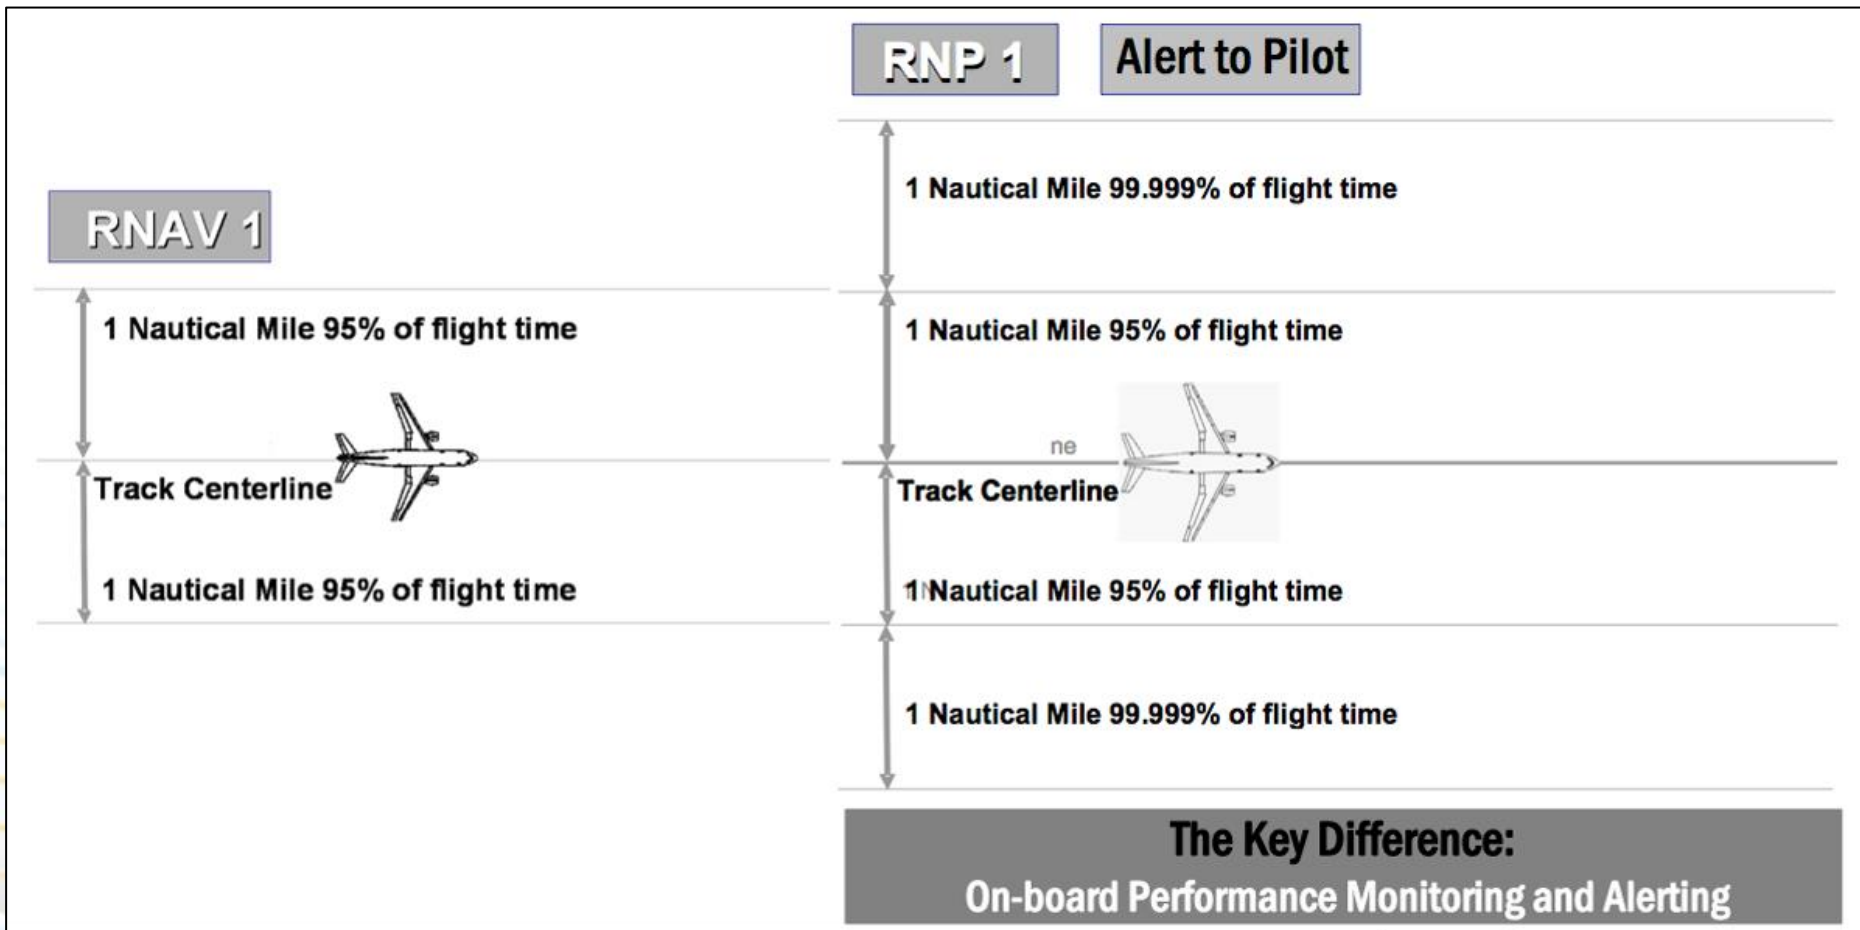 RNAV 1
1 Nautical Mile 95% of flight time
Track Centerline
1 Nautical Mile 95% of flight time
RNP 1
Alert to Pilot
1 Nautical Mile 99.999% of flight time
1 Nautical Mile 95% of flight time
ne
Track Centerline
1 Nautical Mile 95% of flight time
1 Nautical Mile 99.999% of flight time
The Key Difference:
On-board Performance Monitoring and Alerting